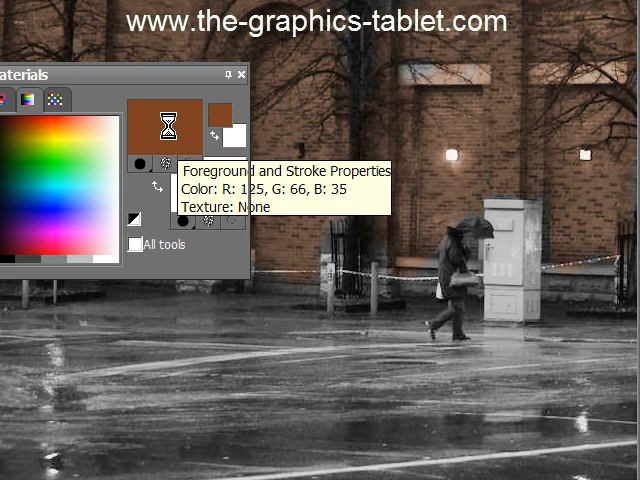 www.the-graphics-tablet.com
aterials
Foreground and Stroke Properties
Color: R: 125, G: 66, B: 35
Texture: None
All tools